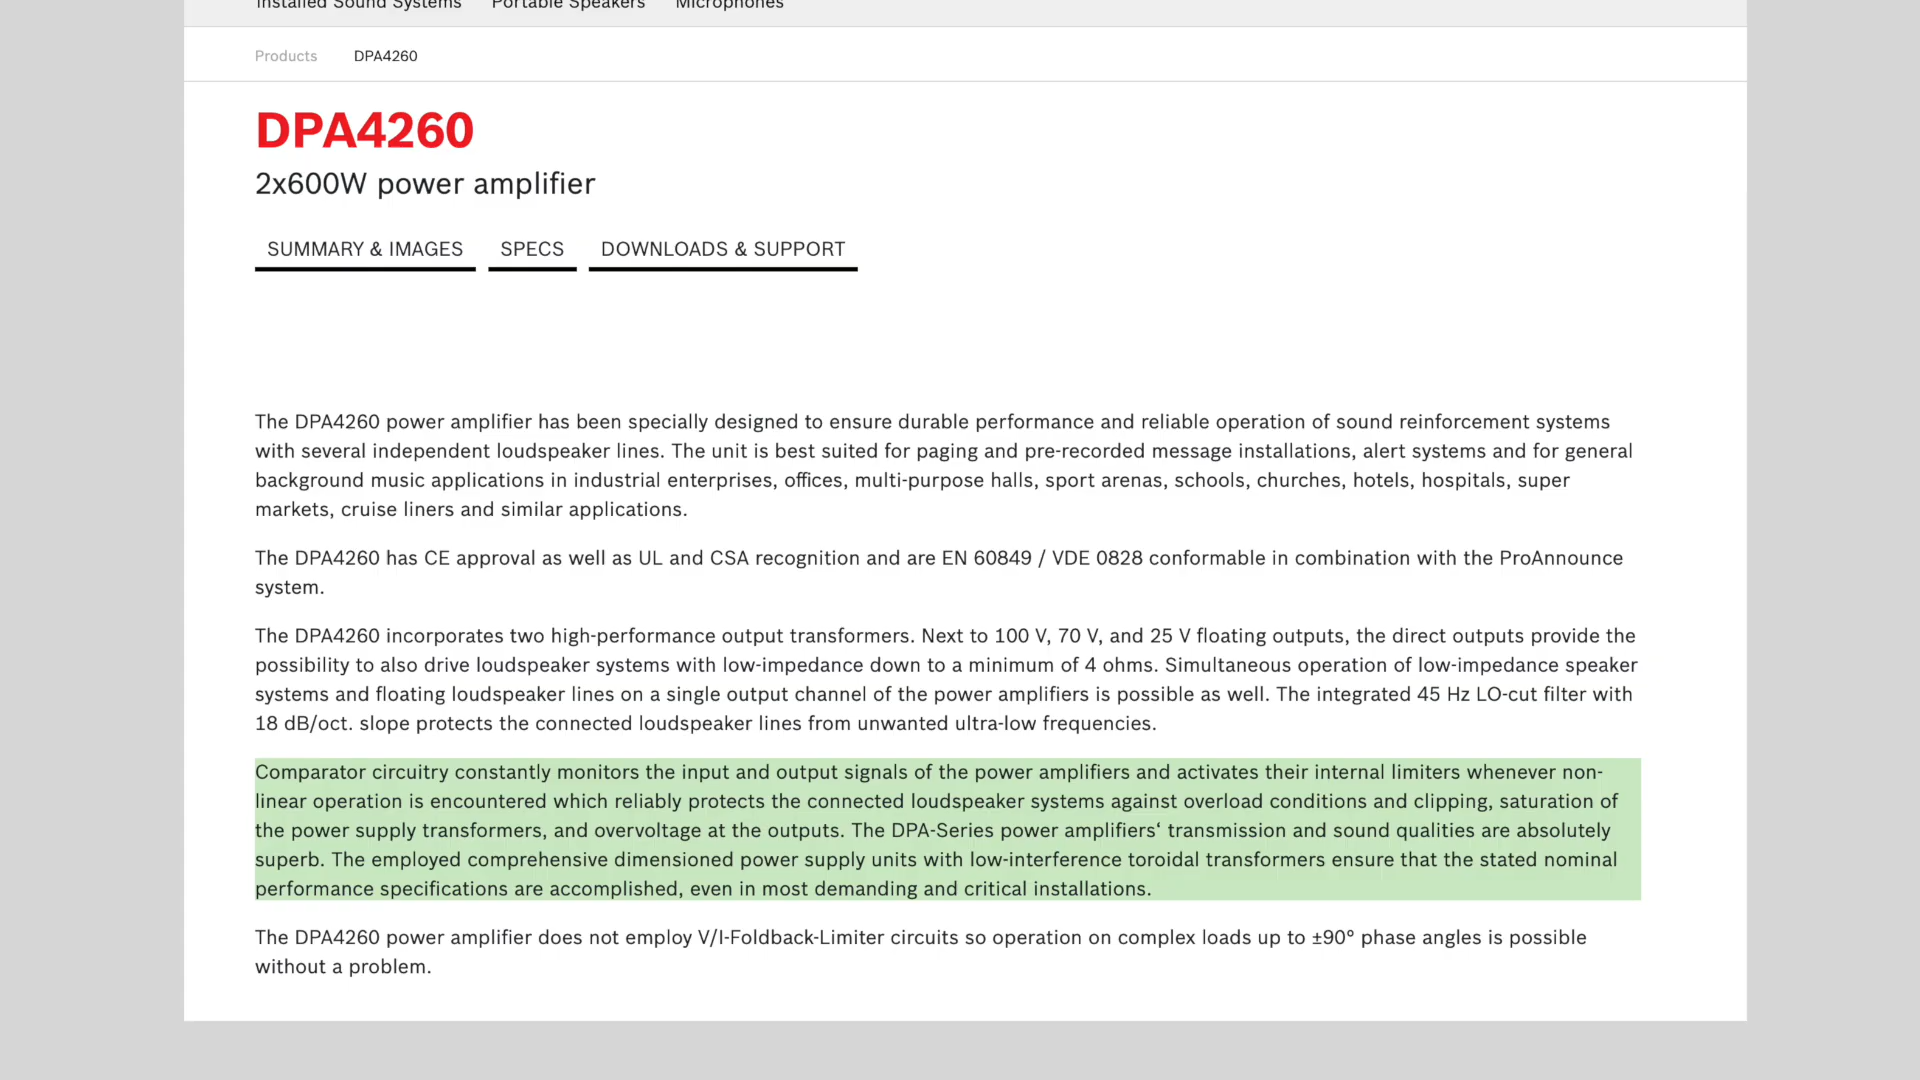 Installed Sound Systems Portable Speakers Microphones
Products DPA4260
DPA4260
2x600W power amplifier
SUMMARY & IMAGES SPECS DOWNLOADS & SUPPORT
The DPA4260 power amplifier has been specially designed to ensure durable performance and reliable operation of sound reinforcement systems
with several independent loudspeaker lines. The unit is best suited for paging and pre-recorded message installations, alert systems and for general
background music applications in industrial enterprises, offices, multi-purpose halls, sport arenas, schools, churches, hotels, hospitals, super
markets, cruise liners and similar applications.
The DPA4260 has CE approval as well as UL and CSA recognition and are EN 60849 / VDE 0828 conformable in combination with the ProAnnounce
system.
The DPA4260 incorporates two high-performance output transformers. Next to 100 V, 70 V, and 25 V floating outputs, the direct outputs provide the
possibility to also drive loudspeaker systems with low-impedance down to a minimum of 4 ohms. Simultaneous operation of low-impedance speaker
systems and floating loudspeaker lines on a single output channel of the power amplifiers is possible as well. The integrated 45 Hz LO-cut filter with
18 dB/oct. slope protects the connected loudspeaker lines from unwanted ultra-low frequencies.
Comparator circuitry constantly monitors the input and output signals of the power amplifiers and activates their internal limiters whenever non-
linear operation is encountered which reliably protects the connected loudspeaker systems against overload conditions and clipping, saturation of
the power supply transformers, and overvoltage at the outputs. The DPA-Series power amplifiers‘ transmission and sound qualities are absolutely
superb. The employed comprehensive dimensioned power supply units with low-interference toroidal transformers ensure that the stated nominal
performance specifications are accomplished, even in most demanding and critical installations.
The DPA4260 power amplifier does not employ V/I-Foldback-Limiter circuits so operation on complex loads up to ±90° phase angles is possible
without a problem.